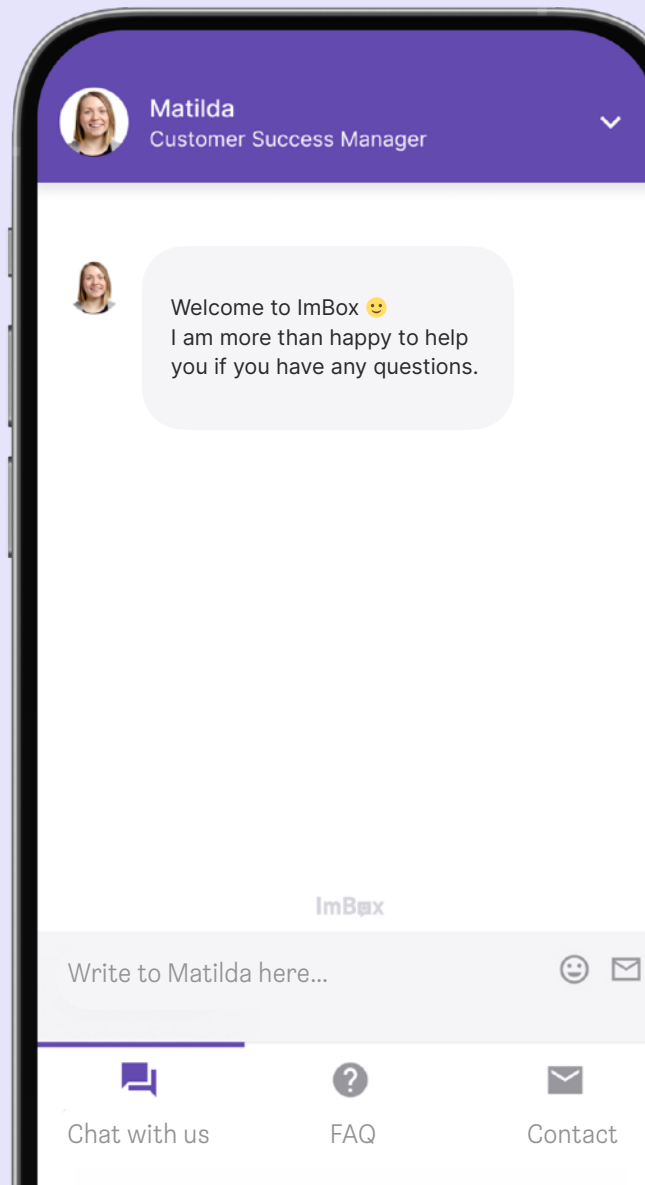 Matilda
Customer Success Manager
Welcome to ImBox 🙂
I am more than happy to help
you if you have any questions.
ImBox
Write to Matilda here...
Chat with us
FAQ
Contact